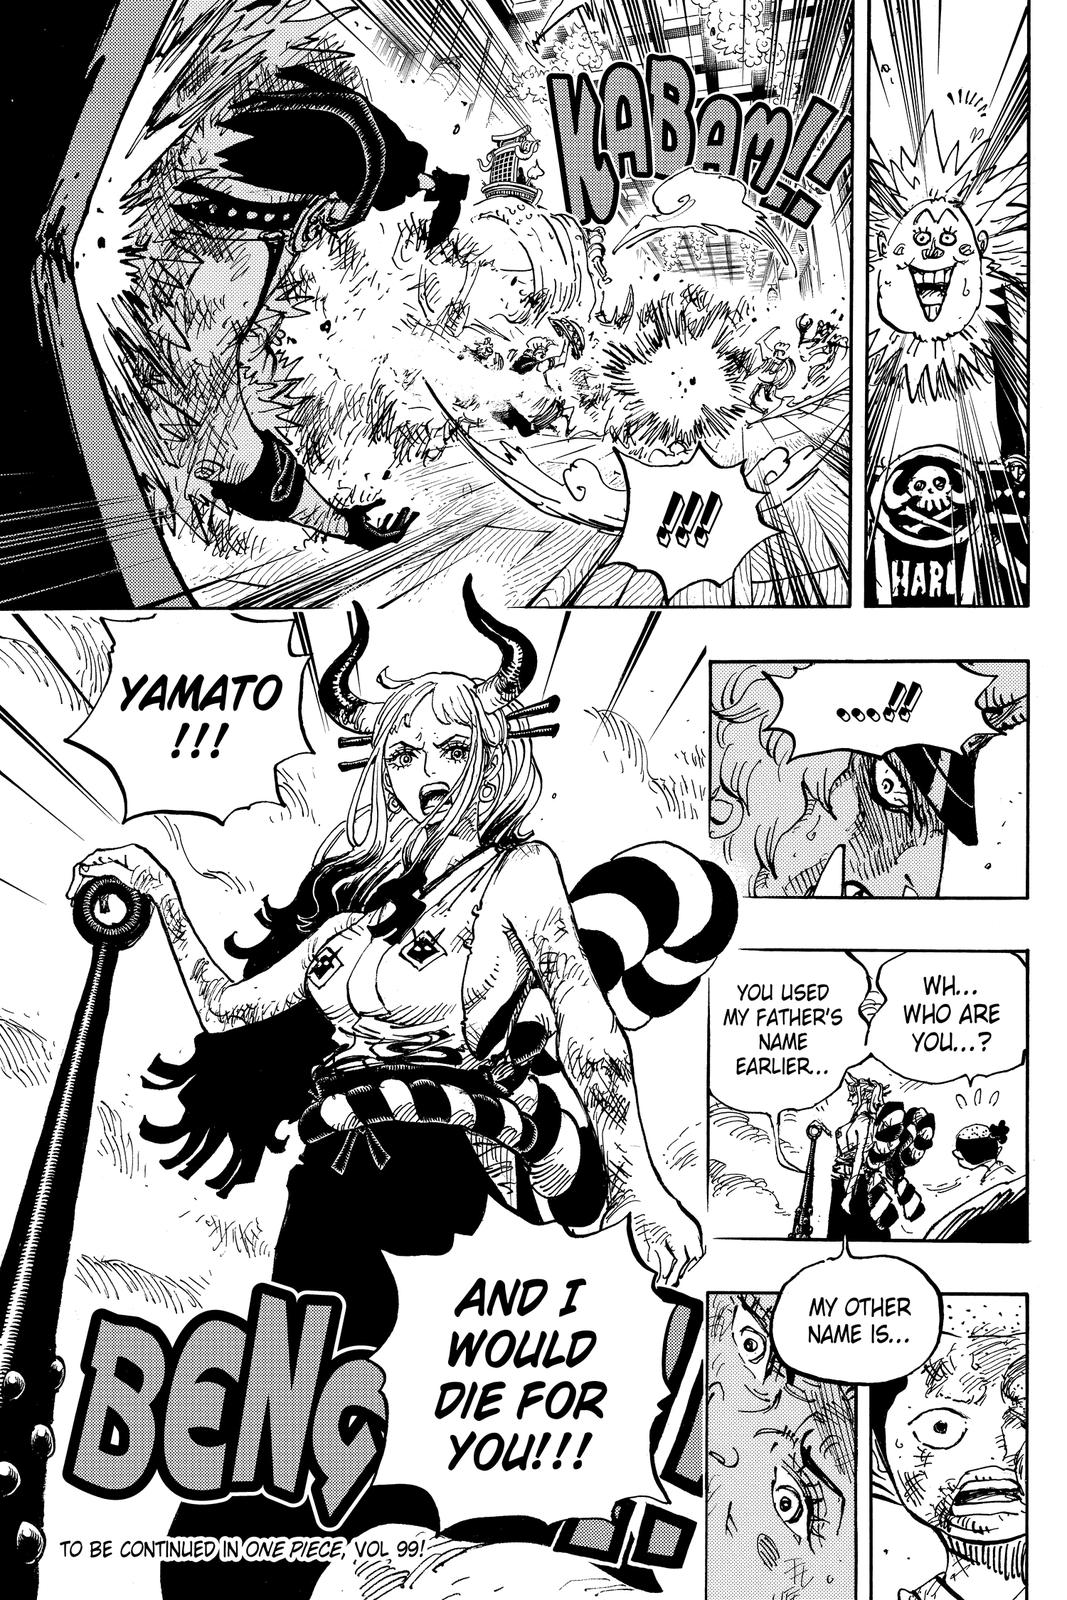 HARI
KABAM!!
!!!
.....!!
WH...
WHO ARE
YOU...?
YOU USED
MY FATHER'S
NAME
EARLIER...
MY OTHER
NAME IS...
YAMATO
!!!
AND I
WOULD
DIE FOR
YOU!!!
BENG
TO BE CONTINUED IN ONE PIECE, VOL 99!